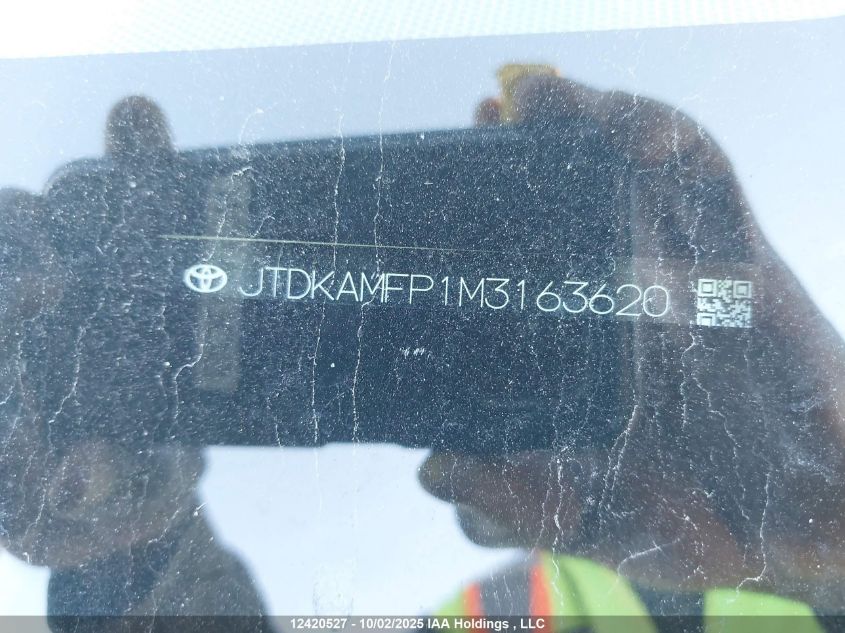 JTDKAMFP1M3163620
12420527 - 10/02/2025 IAA Holdings , LLC